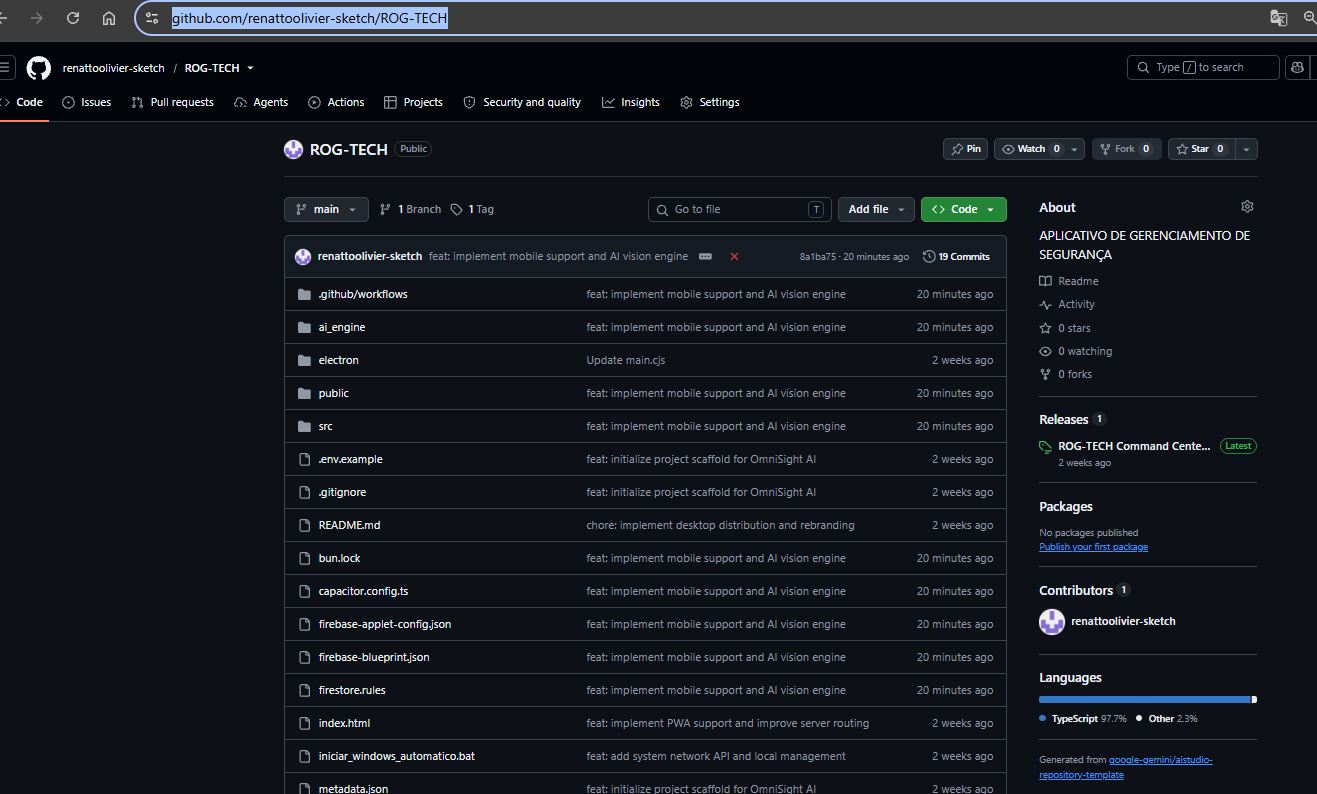 github.com/renattoolivier-sketch/ROG-TECH
renattoolivier-sketch / ROG-TECH
Type / to search
Code Issues Pull requests Agents Actions Projects Security and quality Insights Settings
ROG-TECH Public
Pin Watch 0 Fork 0 Star 0
main 1 Branch 1 Tag Go to file T Add file Code
renattoolivier-sketch feat: implement mobile support and AI vision engine 8a1ba75 · 20 minutes ago 19 Commits
.github/workflows feat: implement mobile support and AI vision engine 20 minutes ago
ai_engine feat: implement mobile support and AI vision engine 20 minutes ago
electron Update main.cjs 2 weeks ago
public feat: implement mobile support and AI vision engine 20 minutes ago
src feat: implement mobile support and AI vision engine 20 minutes ago
.env.example feat: initialize project scaffold for OmniSight AI 2 weeks ago
.gitignore feat: initialize project scaffold for OmniSight AI 2 weeks ago
README.md chore: implement desktop distribution and rebranding 2 weeks ago
bun.lock feat: implement mobile support and AI vision engine 20 minutes ago
capacitor.config.ts feat: implement mobile support and AI vision engine 20 minutes ago
firebase-applet-config.json feat: implement mobile support and AI vision engine 20 minutes ago
firebase-blueprint.json feat: implement mobile support and AI vision engine 20 minutes ago
firestore.rules feat: implement mobile support and AI vision engine 20 minutes ago
index.html feat: implement PWA support and improve server routing 2 weeks ago
iniciar_windows_automatico.bat feat: add system network API and local management 2 weeks ago
metadata.json feat: initialize project scaffold for OmniSight AI 2 weeks ago
About
APLICATIVO DE GERENCIAMENTO DE
SEGURANÇA
Readme
Activity
0 stars
0 watching
0 forks
Releases 1
ROG-TECH Command Cente... Latest
2 weeks ago
Packages
No packages published
Publish your first package
Contributors 1
renattoolivier-sketch
Languages
TypeScript 97.7% Other 2.3%
Generated from google-gemini/aistudio-
repository-template